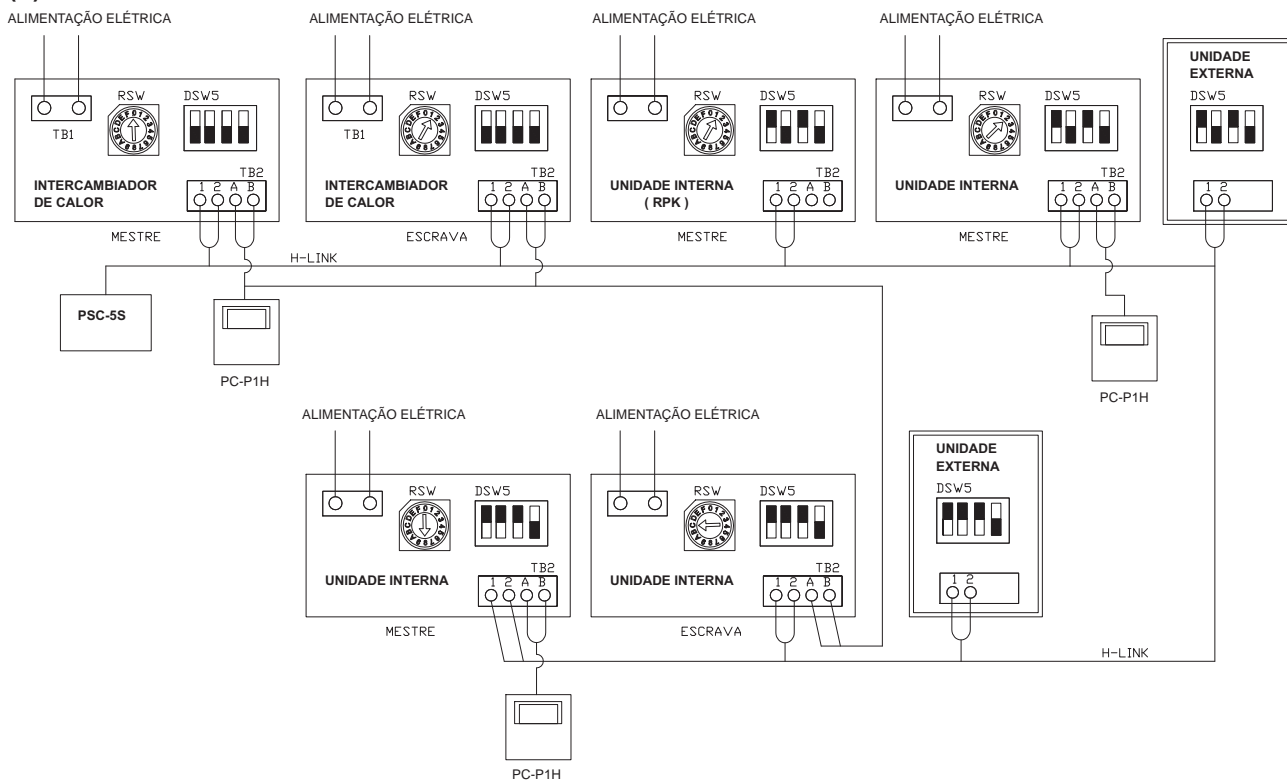 ALIMENTAÇÃO ELÉTRICA
ALIMENTAÇÃO ELÉTRICA
ALIMENTAÇÃO ELÉTRICA
ALIMENTAÇÃO ELÉTRICA
UNIDADE
EXTERNA
DSW5
1 2
RSW DSW5
TB1
TB2
1 2 A B
INTERCAMBIADOR
DE CALOR
MESTRE
RSW DSW5
TB1
TB2
1 2 A B
INTERCAMBIADOR
DE CALOR
ESCRAVA
RSW DSW5
TB2
1 2 A B
UNIDADE INTERNA
( RPK )
MESTRE
RSW DSW5
TB2
1 2 A B
UNIDADE INTERNA
MESTRE
H-LINK
PSC-5S
PC-P1H
PC-P1H
ALIMENTAÇÃO ELÉTRICA
ALIMENTAÇÃO ELÉTRICA
RSW DSW5
TB2
1 2 A B
UNIDADE INTERNA
MESTRE
RSW DSW5
TB2
1 2 A B
UNIDADE INTERNA
ESCRAVA
UNIDADE
EXTERNA
DSW5
1 2
H-LINK
PC-P1H